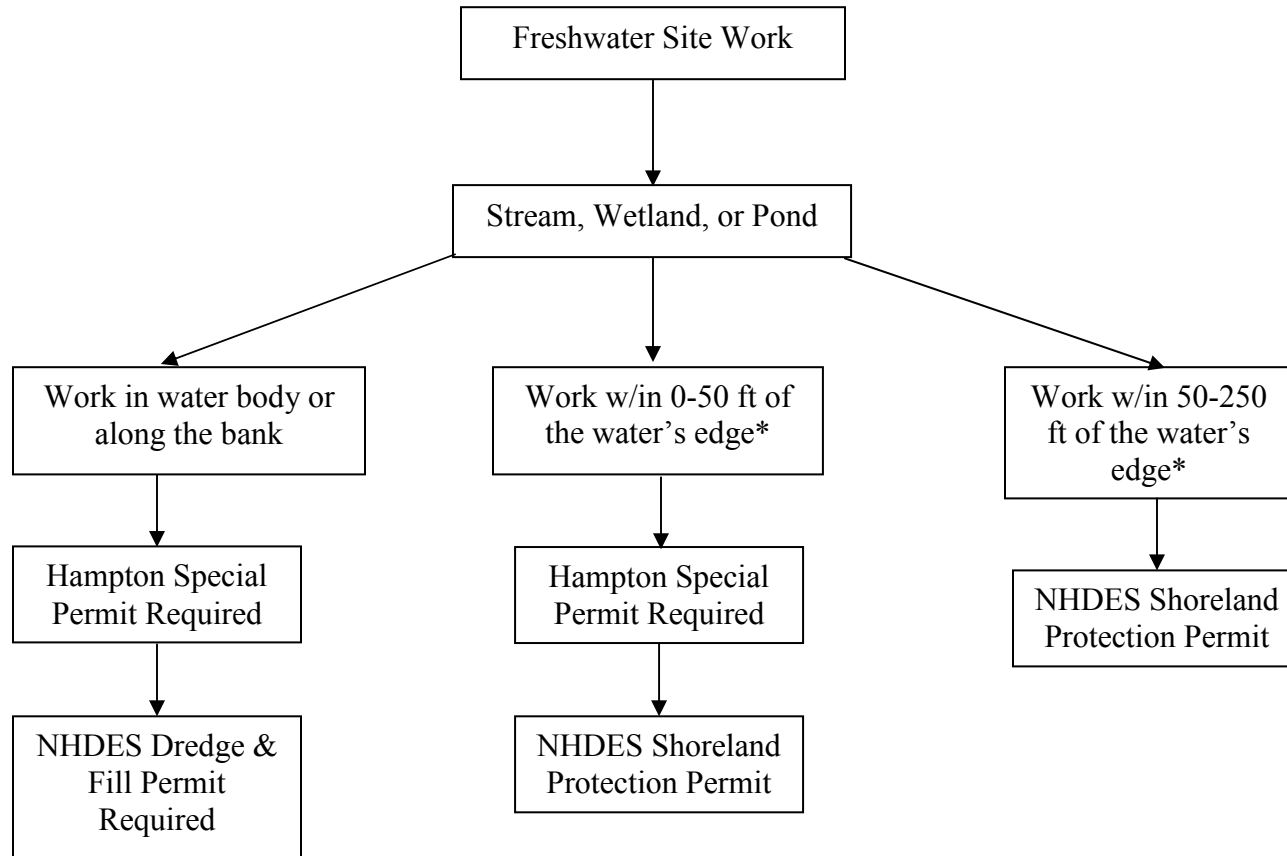 Freshwater Site Work
Stream, Wetland, or Pond
Work in water body or
along the bank
Hampton Special
Permit Required
NHDES Dredge &
Fill Permit
Required
Work w/in 0-50 ft of
the water’s edge*
Hampton Special
Permit Required
NHDES Shoreland
Protection Permit
Work w/in 50-250
ft of the water’s
edge*
NHDES Shoreland
Protection Permit